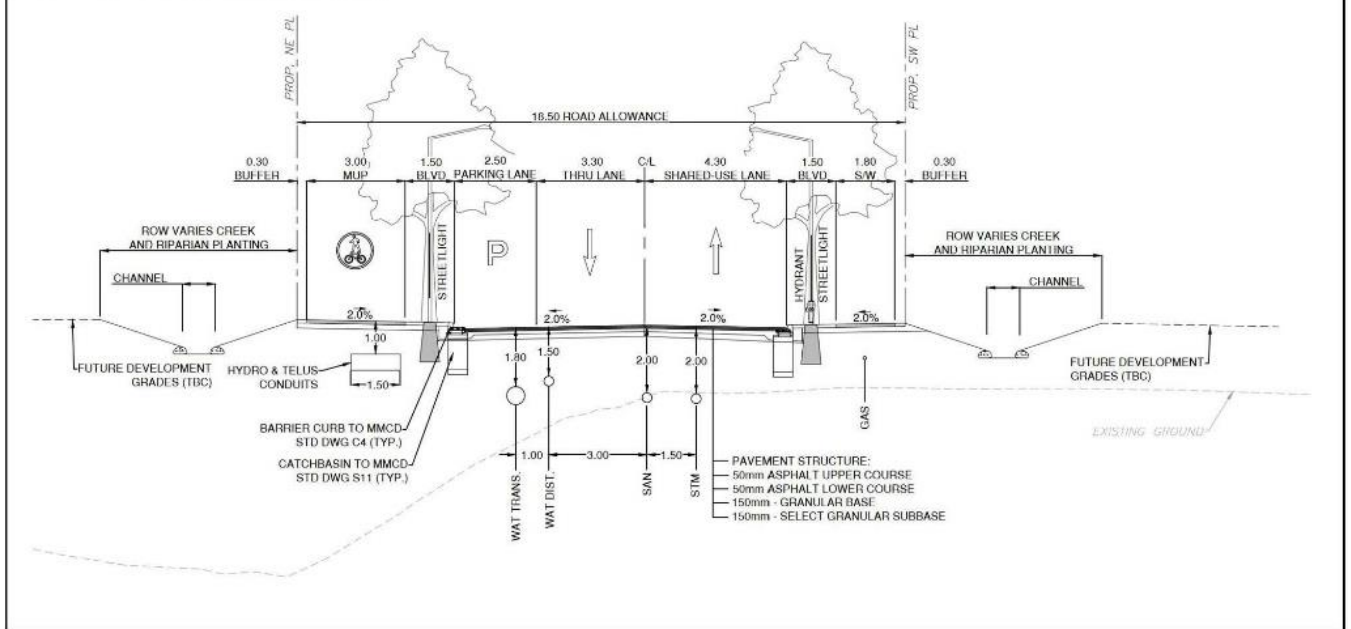 PROP. NE PL
PROP. SW PL
18.50 ROAD ALLOWANCE
0.30
BUFFER
3.00
MUP
1.50
BLVD
2.50
PARKING LANE
3.30
THRU LANE
C/L
4.30
SHARED-USE LANE
1.50
BLVD
1.80
S/W
0.30
BUFFER
ROW VARIES CREEK
AND RIPARIAN PLANTING
CHANNEL
STREETLIGHT
P
HYDRANT
STREETLIGHT
ROW VARIES CREEK
AND RIPARIAN PLANTING
CHANNEL
2.0%
2.0%
2.0%
2.0%
1.00
1.80
1.50
2.00
2.00
FUTURE DEVELOPMENT
GRADES (TBC)
HYDRO & TELUS
CONDUITS
1.50
GAS
FUTURE DEVELOPMENT
GRADES (TBC)
BARRIER CURB TO MMCD
STD DWG C4 (TYP.)
CATCHBASIN TO MMCD
STD DWG S11 (TYP.)
EXISTING GROUND
1.00
3.00
1.50
WAT TRANS.
WAT DIST.
SAN
STM
PAVEMENT STRUCTURE:
50mm ASPHALT UPPER COURSE
50mm ASPHALT LOWER COURSE
150mm - GRANULAR BASE
150mm - SELECT GRANULAR SUBBASE